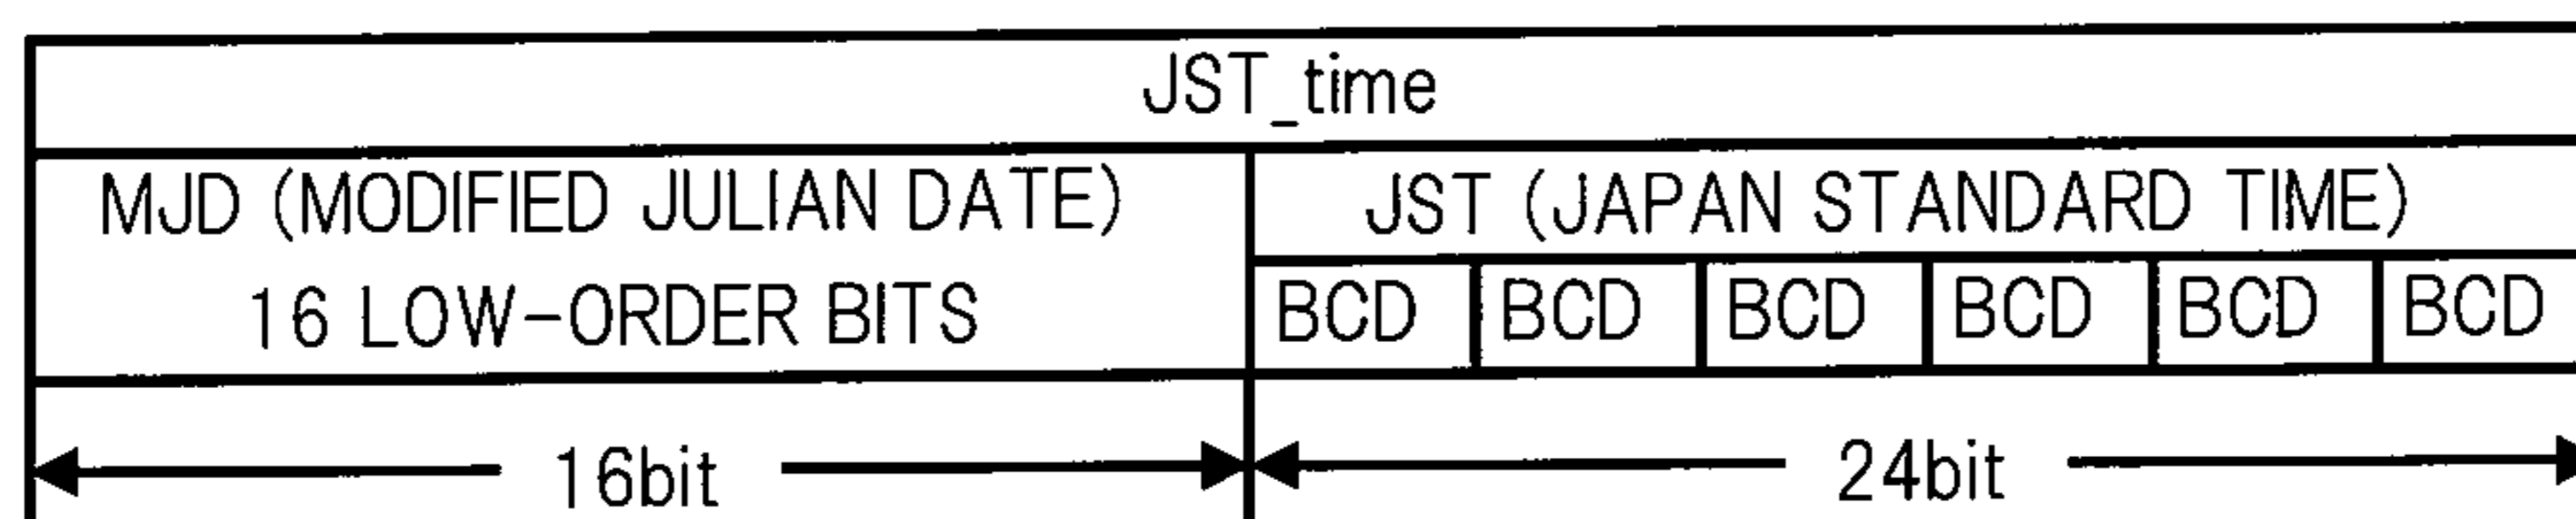 JST_time
MJD (MODIFIED JULIAN DATE)
16 LOW-ORDER BITS
JST (JAPAN STANDARD TIME)
BCD BCD BCD BCD BCD BCD
16bit
24bit